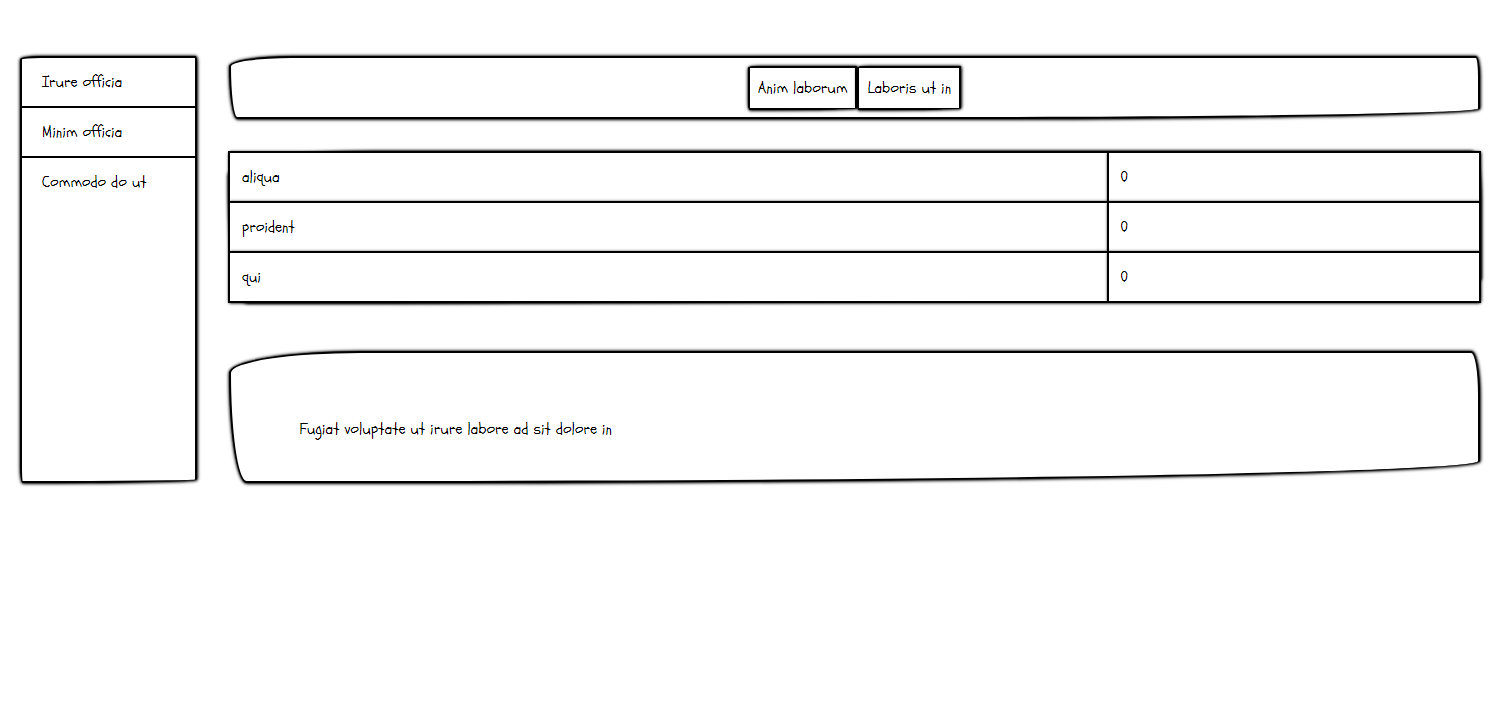 Irure officia
Minim officia
Commodo do ut
Anim laborum
Laboris ut in
aliqua 0
proident 0
qui 0
Fugiat voluptate ut irure labore ad sit dolore in